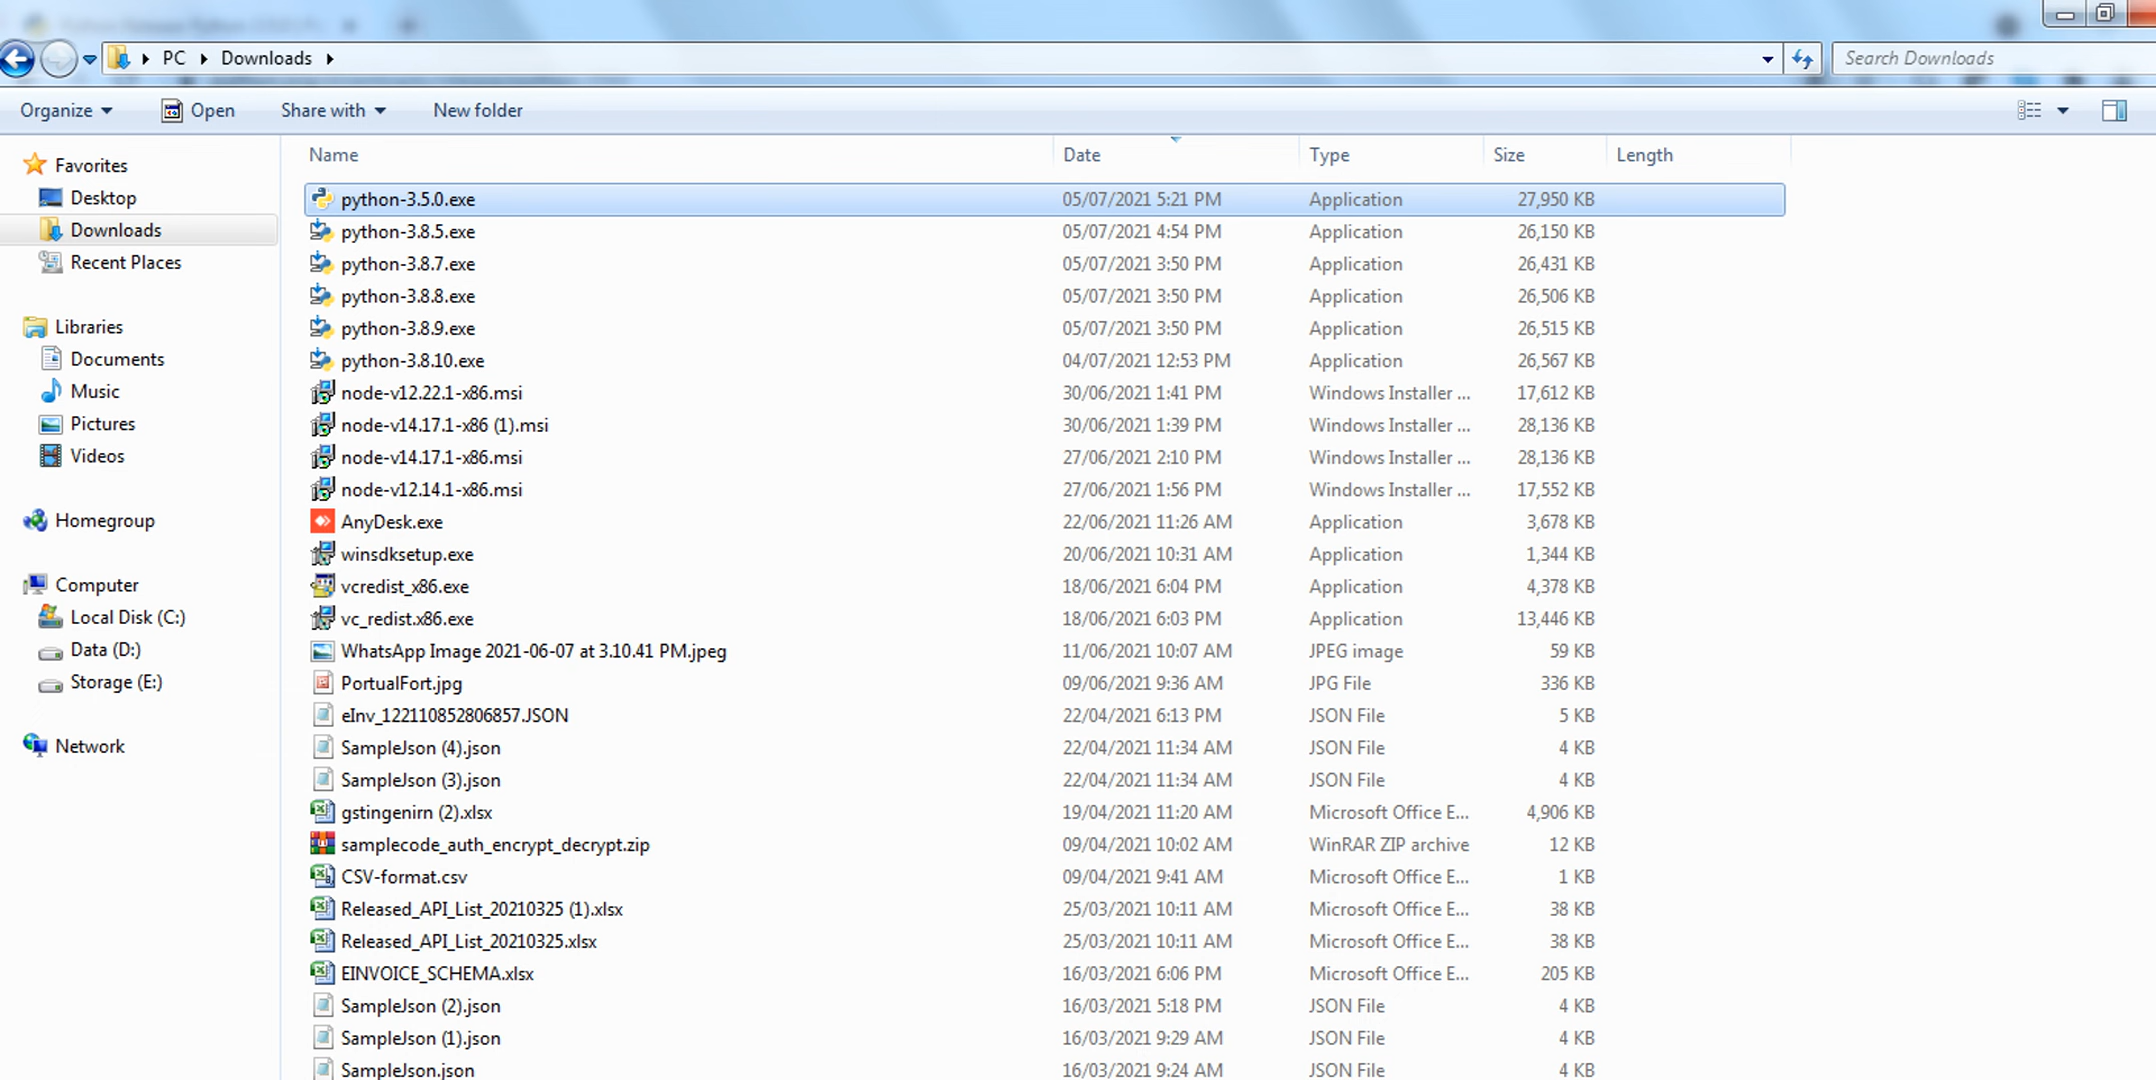 PC Downloads
Search Downloads
Organize Open Share with New folder
Name Date Type Size Length
Favorites
Desktop
Downloads
Recent Places
Libraries
Documents
Music
Pictures
Videos
Homegroup
Computer
Local Disk (C:)
Data (D:)
Storage (E:)
Network
python-3.5.0.exe 05/07/2021 5:21 PM Application 27,950 KB
python-3.8.5.exe 05/07/2021 4:54 PM Application 26,150 KB
python-3.8.7.exe 05/07/2021 3:50 PM Application 26,431 KB
python-3.8.8.exe 05/07/2021 3:50 PM Application 26,506 KB
python-3.8.9.exe 05/07/2021 3:50 PM Application 26,515 KB
python-3.8.10.exe 04/07/2021 12:53 PM Application 26,567 KB
node-v12.22.1-x86.msi 30/06/2021 1:41 PM Windows Installer ... 17,612 KB
node-v14.17.1-x86 (1).msi 30/06/2021 1:39 PM Windows Installer ... 28,136 KB
node-v14.17.1-x86.msi 27/06/2021 2:10 PM Windows Installer ... 28,136 KB
node-v12.14.1-x86.msi 27/06/2021 1:56 PM Windows Installer ... 17,552 KB
AnyDesk.exe 22/06/2021 11:26 AM Application 3,678 KB
winsdksetup.exe 20/06/2021 10:31 AM Application 1,344 KB
vcredist_x86.exe 18/06/2021 6:04 PM Application 4,378 KB
vc_redist.x86.exe 18/06/2021 6:03 PM Application 13,446 KB
WhatsApp Image 2021-06-07 at 3.10.41 PM.jpeg 11/06/2021 10:07 AM JPEG image 59 KB
PortualFort.jpg 09/06/2021 9:36 AM JPG File 336 KB
eInv_122110852806857.JSON 22/04/2021 6:13 PM JSON File 5 KB
SampleJson (4).json 22/04/2021 11:34 AM JSON File 4 KB
SampleJson (3).json 22/04/2021 11:34 AM JSON File 4 KB
gstingenirn (2).xlsx 19/04/2021 11:20 AM Microsoft Office E... 4,906 KB
samplecode_auth_encrypt_decrypt.zip 09/04/2021 10:02 AM WinRAR ZIP archive 12 KB
CSV-format.csv 09/04/2021 9:41 AM Microsoft Office E... 1 KB
Released_API_List_20210325 (1).xlsx 25/03/2021 10:11 AM Microsoft Office E... 38 KB
Released_API_List_20210325.xlsx 25/03/2021 10:11 AM Microsoft Office E... 38 KB
EINVOICE_SCHEMA.xlsx 16/03/2021 6:06 PM Microsoft Office E... 205 KB
SampleJson (2).json 16/03/2021 5:18 PM JSON File 4 KB
SampleJson (1).json 16/03/2021 9:29 AM JSON File 4 KB
SampleJson.json 16/03/2021 9:24 AM JSON File 4 KB